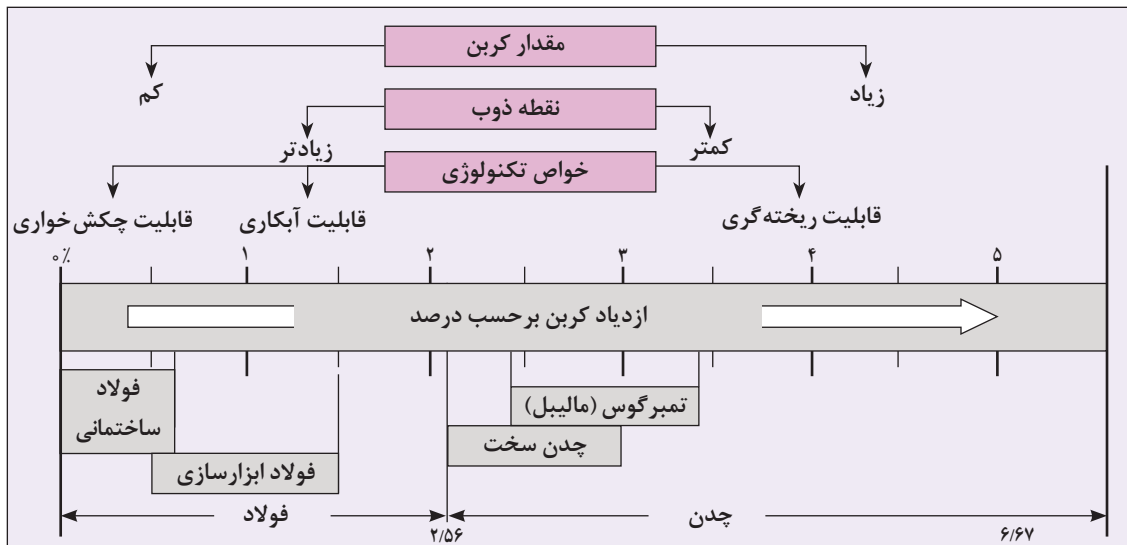 مقدار کربن
کم
زیاد
نقطه ذوب
زیادتر
کمتر
خواص تکنولوژی
قابلیت چکش‌خواری
قابلیت آبکاری
قابلیت ریخته‌گری
۰٪ ۱ ۲ ۳ ۴ ۵
ازدیاد کربن برحسب درصد
فولاد
ساختمانی
تمبرگوس (مالیبل)
چدن سخت
فولاد ابزارسازی
فولاد
چدن
۲/۵۶
۶/۶۷